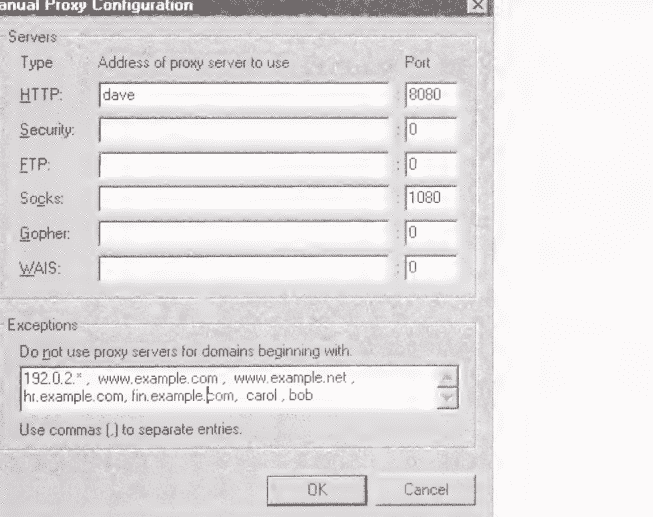 anual Proxy Configuration
Servers
Type Address of proxy server to use Port
HTTP: dave : 8080
Security: : 0
FTP: : 0
Socks: : 1080
Gopher: : 0
WAIS: : 0
Exceptions
Do not use proxy servers for domains beginning with.
192.0.2.* , www.example.com , www.example.net ,
hr.example.com, fin.example.com, carol , bob
Use commas (,) to separate entries.
OK Cancel